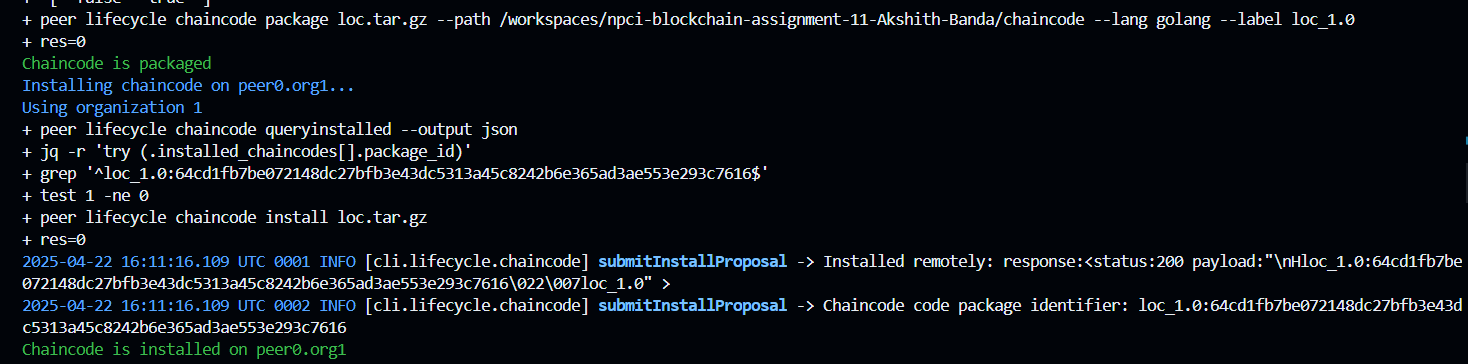 + peer lifecycle chaincode package loc.tar.gz --path /workspaces/npci-blockchain-assignment-11-Akshith-Banda/chaincode --lang golang --label loc_1.0
+ res=0
Chaincode is packaged
Installing chaincode on peer0.org1...
Using organization 1
+ peer lifecycle chaincode queryinstalled --output json
+ jq -r 'try (.installed_chaincodes[].package_id)'
+ grep '^loc_1.0:64cd1fb7be072148dc27bfb3e43dc5313a45c8242b6e365ad3ae553e293c7616$'
+ test 1 -ne 0
+ peer lifecycle chaincode install loc.tar.gz
+ res=0
2025-04-22 16:11:16.109 UTC 0001 INFO [cli.lifecycle.chaincode] submitInstallProposal -> Installed remotely: response:<status:200 payload:"\nHloc_1.0:64cd1fb7be
072148dc27bfb3e43dc5313a45c8242b6e365ad3ae553e293c7616\022\007loc_1.0" >
2025-04-22 16:11:16.109 UTC 0002 INFO [cli.lifecycle.chaincode] submitInstallProposal -> Chaincode code package identifier: loc_1.0:64cd1fb7be072148dc27bfb3e43d
c5313a45c8242b6e365ad3ae553e293c7616
Chaincode is installed on peer0.org1